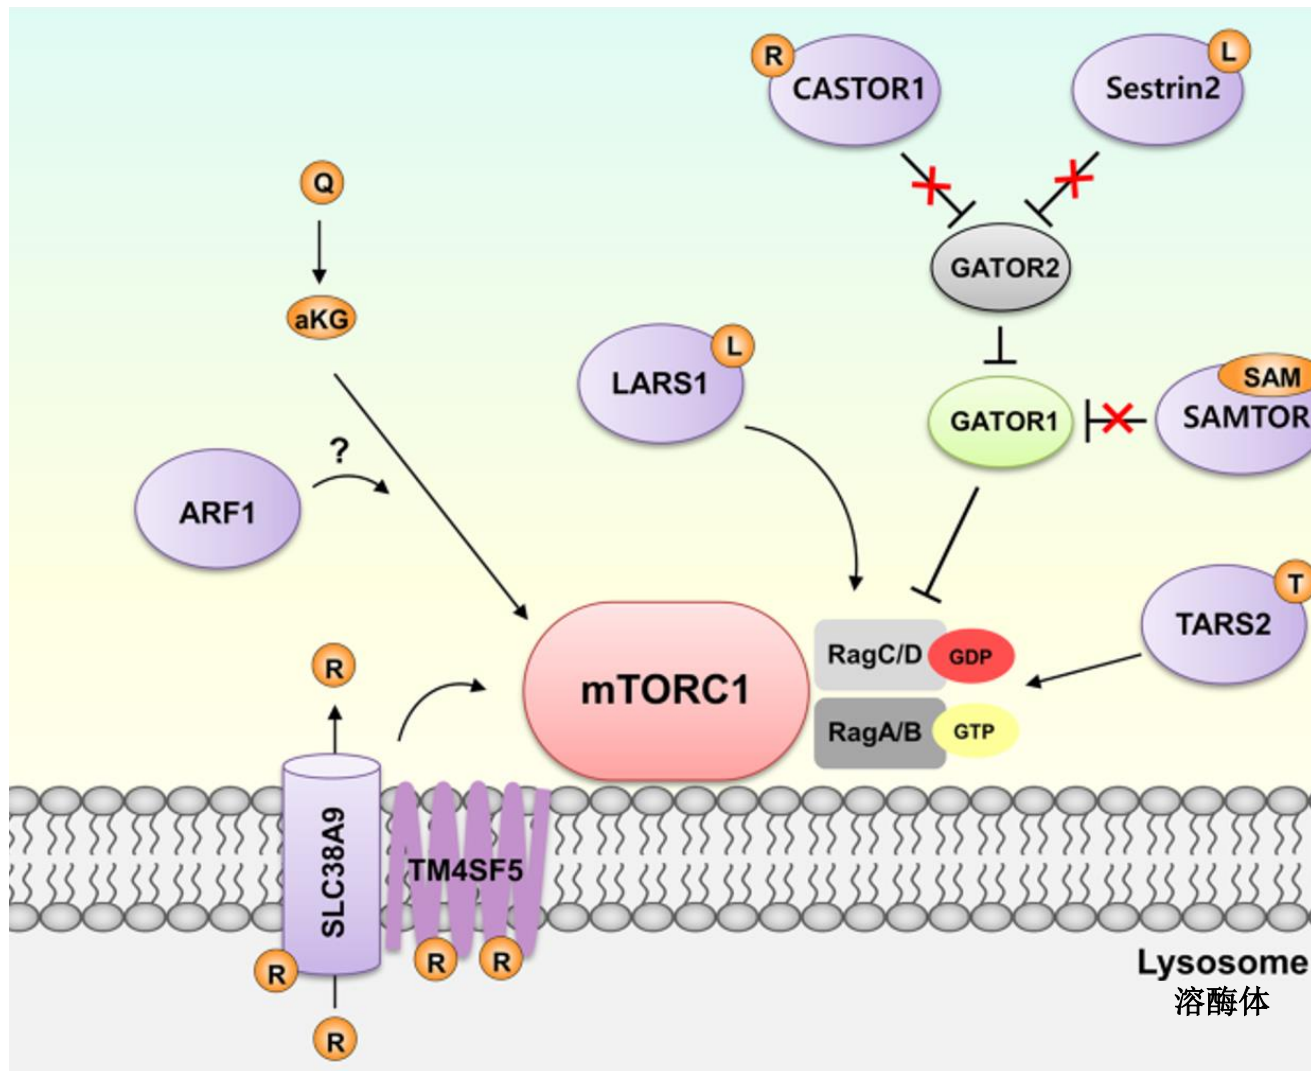 R
CASTOR1
L
Sestrin2
Q
GATOR2
aKG
L
LARS1
SAM
SAMTOR
GATOR1
?
ARF1
T
TARS2
R
RagC/D
GDP
mTORC1
RagA/B
GTP
SLC38A9
TM4SF5
R
R
R
Lysosome
溶酶体
R